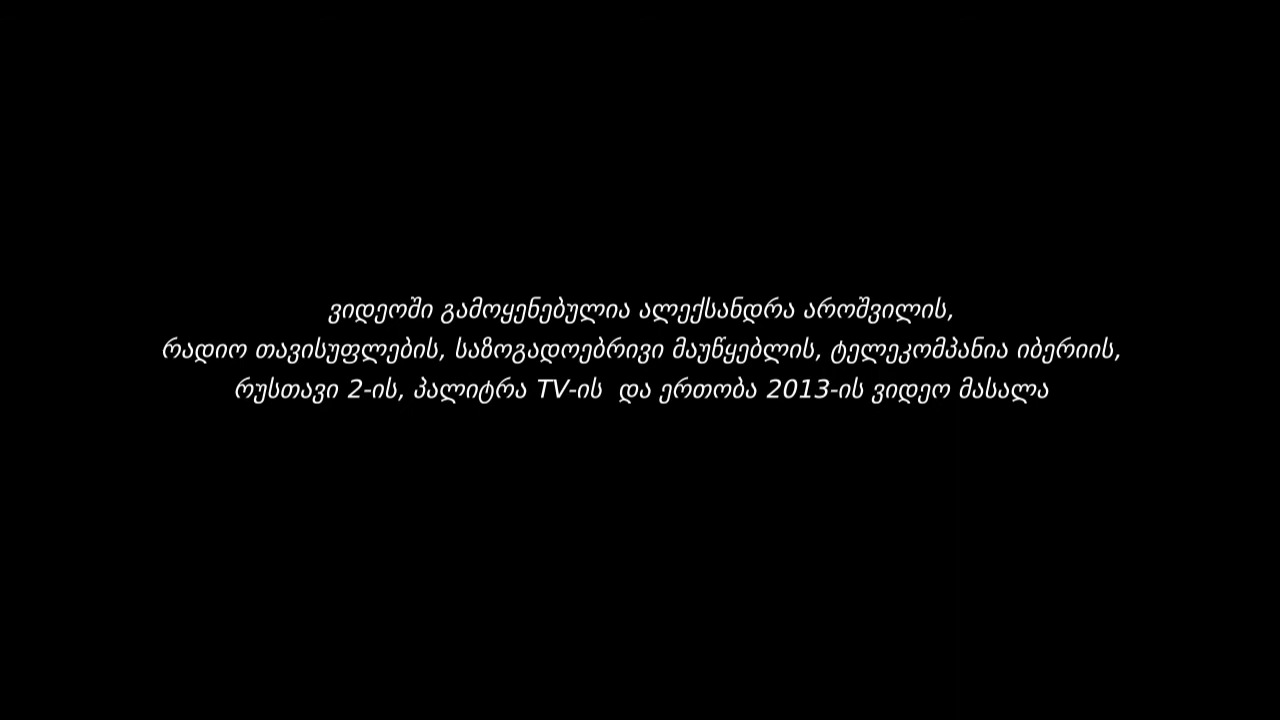 ვიდეოში გამოყენებულია ალექსანდრა აროშვილის,
რადიო თავისუფლების, საზოგადოებრივი მაუწყებლის, ტელეკომპანია იბერიის,
რუსთავი 2-ის, პალიტრა TV-ის  და ერთობა 2013-ის ვიდეო მასალა